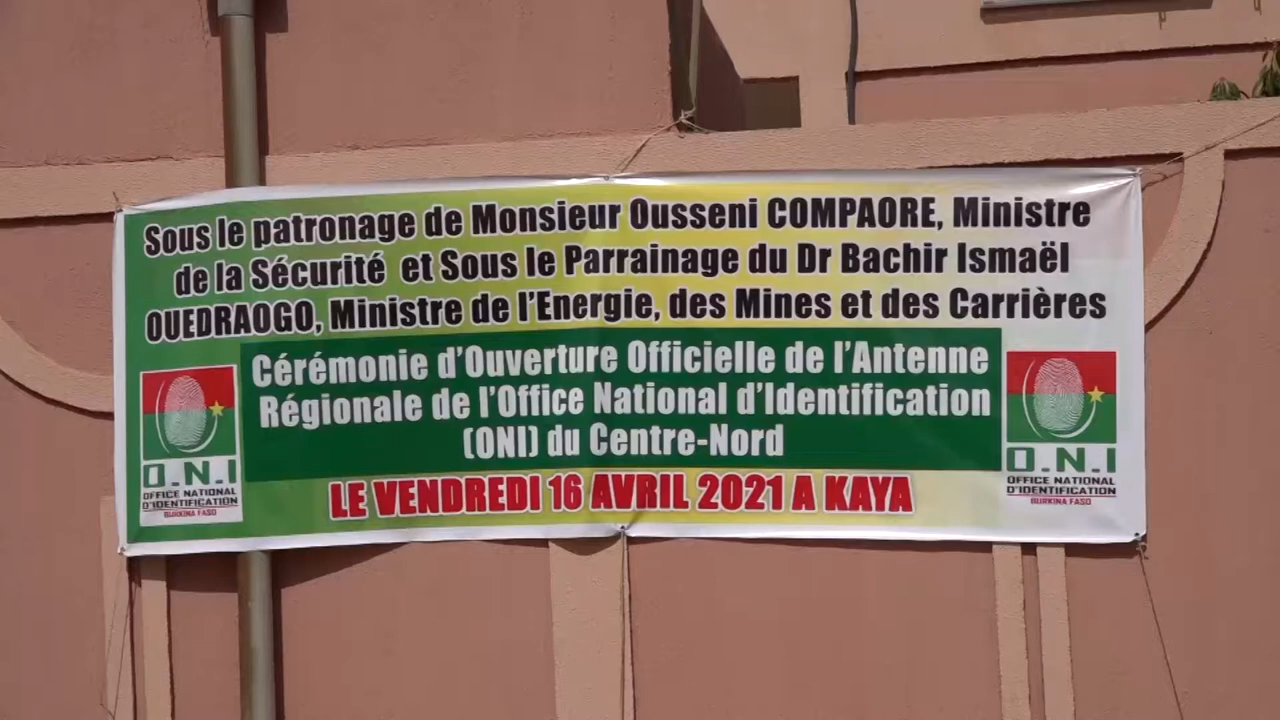 Sous le patronage de Monsieur Ousseni COMPAORE, Ministre
de la Sécurité et Sous le Parrainage du Dr Bachir Ismaël
OUEDRAOGO, Ministre de l'Energie, des Mines et des Carrières
Cérémonie d'Ouverture Officielle de l'Antenne
Régionale de l'Office National d'Identification
(ONI) du Centre-Nord
LE VENDREDI 16 AVRIL 2021 A KAYA
O.N.I
OFFICE NATIONAL
D'IDENTIFICATION
BURKINA FASO
O.N.I
OFFICE NATIONAL
D'IDENTIFICATION
BURKINA FASO